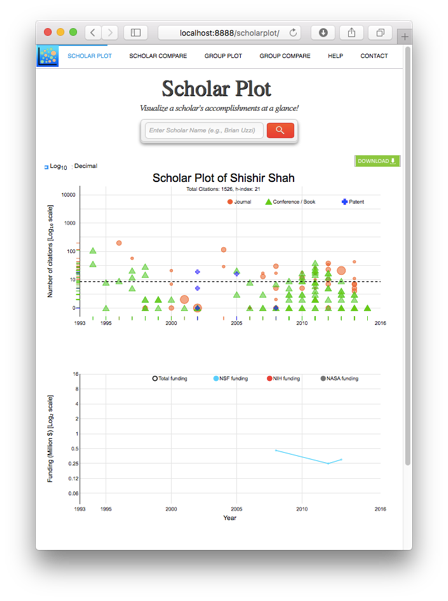 localhost:8888/scholarplot/
SCHOLAR PLOT SCHOLAR COMPARE GROUP PLOT GROUP COMPARE HELP CONTACT
Scholar Plot
Visualize a scholar's accomplishments at a glance!
Enter Scholar Name (e.g., Brian Uzzi)
Log10 Decimal
DOWNLOAD
Scholar Plot of Shishir Shah
Total Citations: 1526, h-index: 21
Journal Conference / Book Patent
Number of citations [Log10 scale]
10000
1000
100
10
0
1993 1995 2000 2005 2010 2016
Total funding NSF funding NIH funding NASA funding
Funding (Million $) [Log2 scale]
16
8
4
2
1
0.5
0.25
0.12
0.06
1993 1995 2000 2005 2010 2016
Year